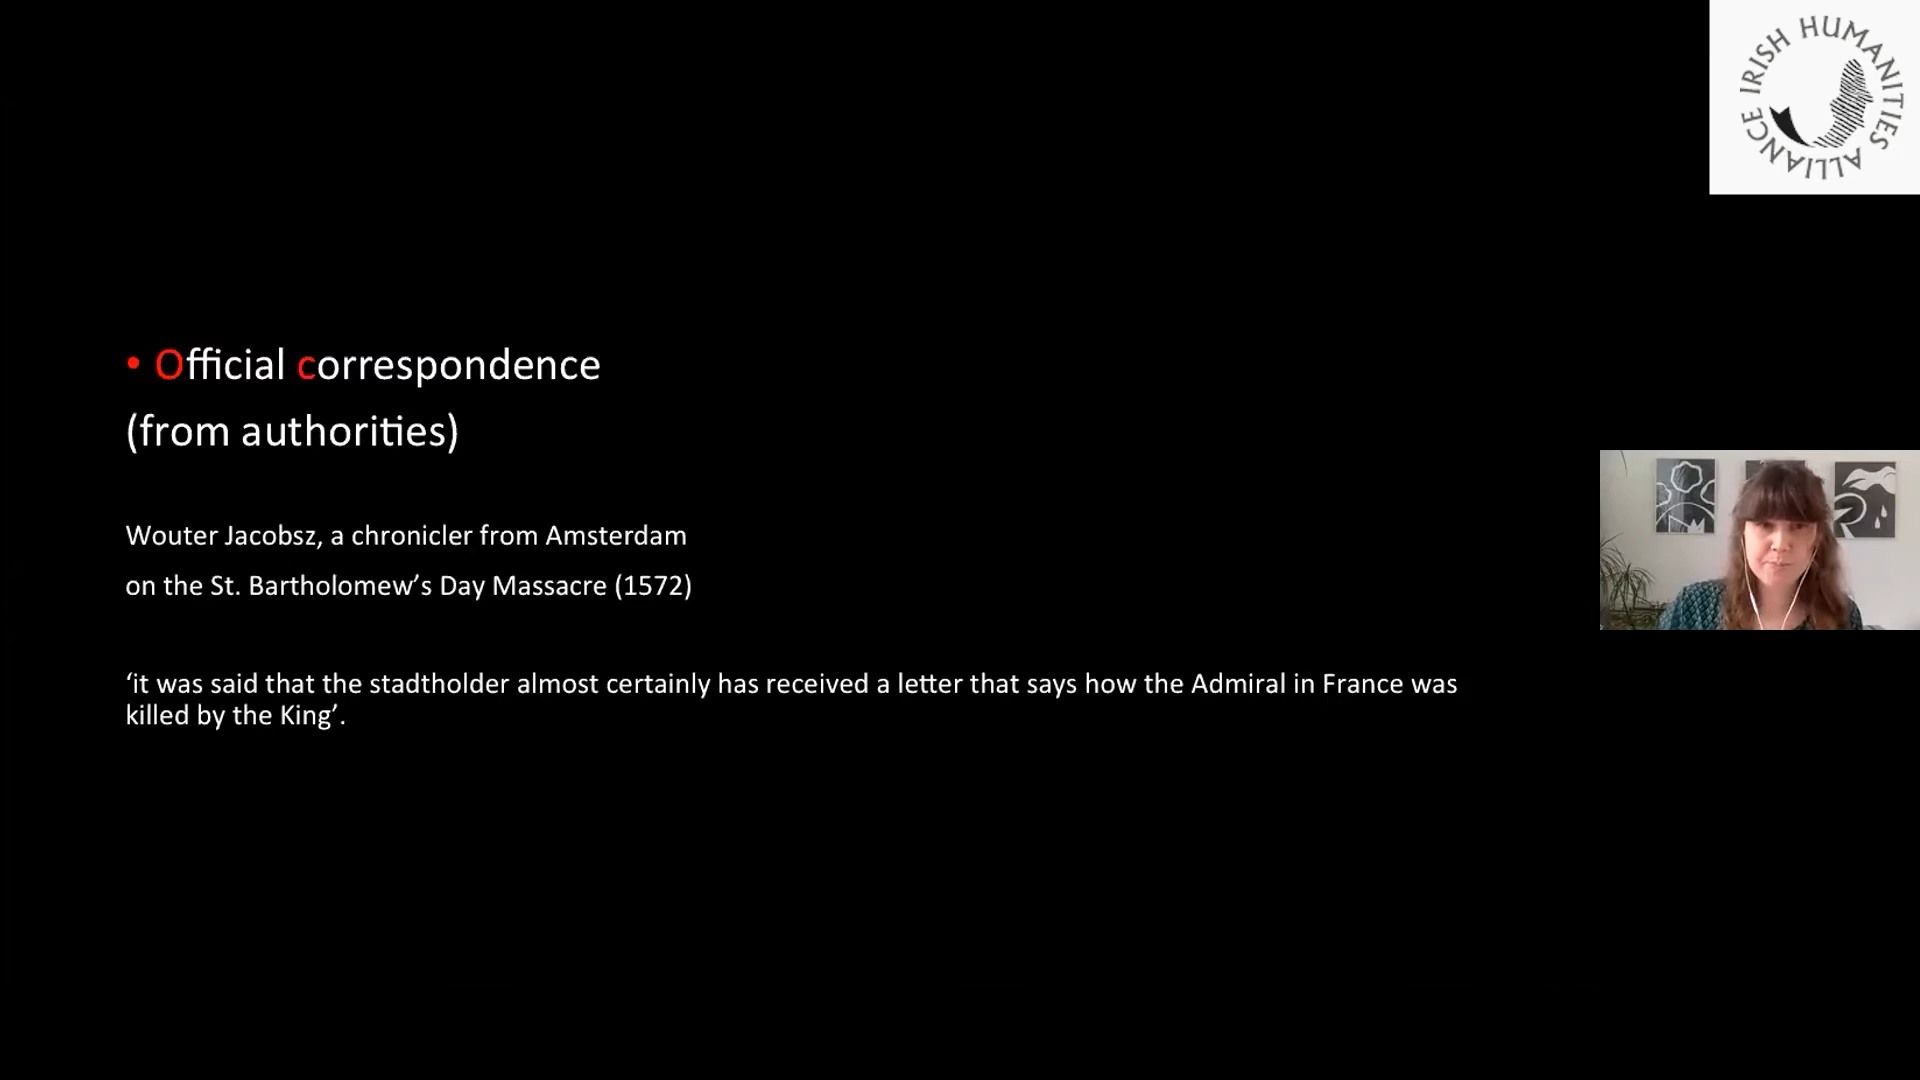 IRISH HUMANITIES ALLIANCE
• Official correspondence
(from authorities)
Wouter Jacobsz, a chronicler from Amsterdam
on the St. Bartholomew’s Day Massacre (1572)
‘it was said that the stadtholder almost certainly has received a letter that says how the Admiral in France was
killed by the King’.